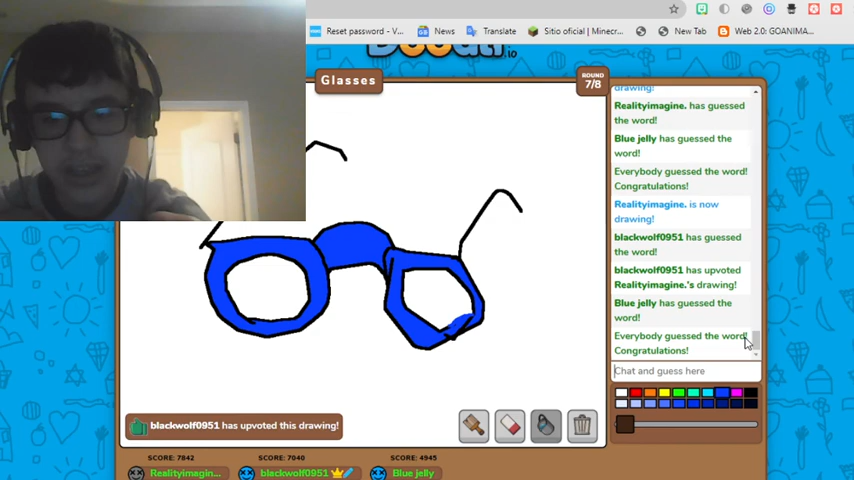 Reset password - V...
News
Translate
Sitio oficial | Minecr...
New Tab
Web 2.0: GOANIMA...
.io
Glasses
ROUND
7/8
drawing!
Realityimagine. has guessed
the word!
Blue jelly has guessed the
word!
Everybody guessed the word!
Congratulations!
Realityimagine. is now
drawing!
blackwolf0951 has guessed
the word!
blackwolf0951 has upvoted
Realityimagine.'s drawing!
Blue jelly has guessed the
word!
Everybody guessed the word!
Congratulations!
Chat and guess here
blackwolf0951 has upvoted this drawing!
SCORE: 7842
SCORE: 7040
SCORE: 4945
Realityimagin...
blackwolf0951
Blue jelly